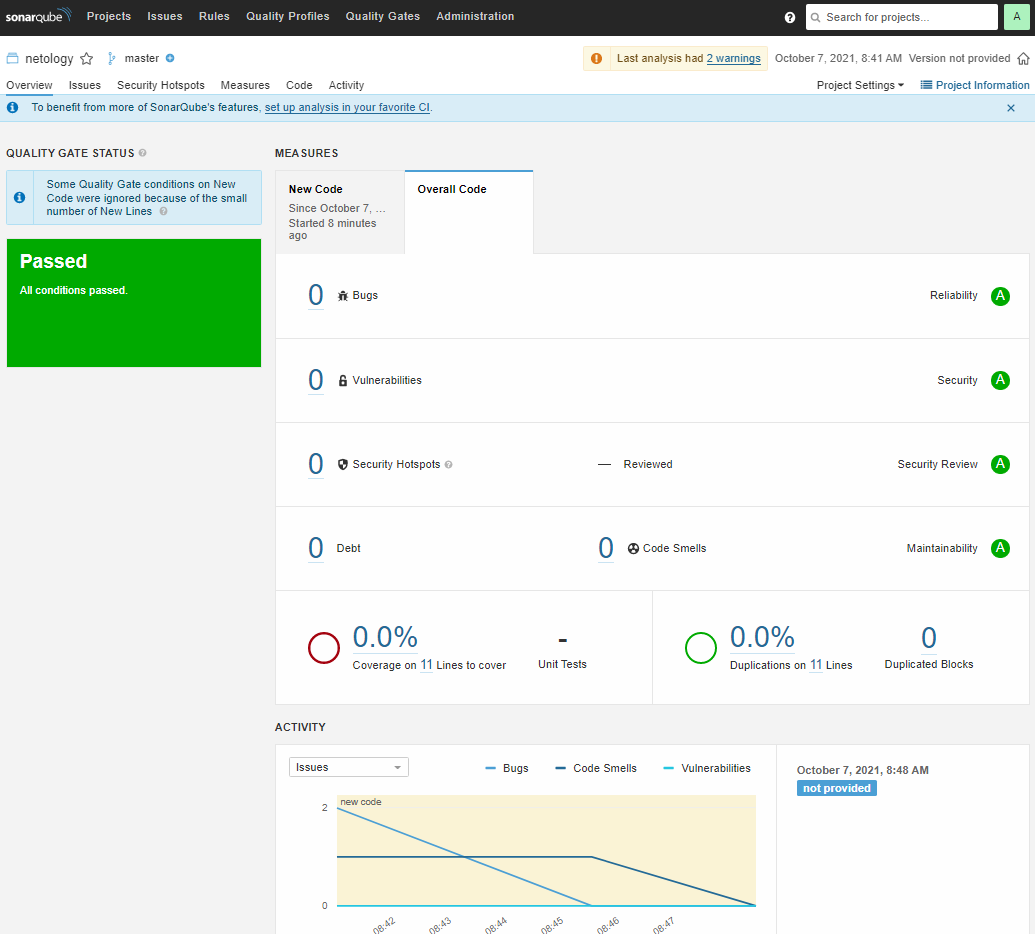 sonarqube Projects Issues Rules Quality Profiles Quality Gates Administration ? Search for projects... A
netology master Last analysis had 2 warnings October 7, 2021, 8:41 AM Version not provided
Overview Issues Security Hotspots Measures Code Activity Project Settings Project Information
To benefit from more of SonarQube's features, set up analysis in your favorite CI.
QUALITY GATE STATUS
Some Quality Gate conditions on New
Code were ignored because of the small
number of New Lines
Passed
All conditions passed.
MEASURES
New Code
Since October 7, ...
Started 8 minutes
ago
Overall Code
0 Bugs Reliability A
0 Vulnerabilities Security A
0 Security Hotspots — Reviewed Security Review A
0 Debt 0 Code Smells Maintainability A
0.0%
Coverage on 11 Lines to cover
-
Unit Tests
0.0%
Duplications on 11 Lines
0
Duplicated Blocks
ACTIVITY
Issues Bugs Code Smells Vulnerabilities
new code
2
0
08:42 08:43 08:44 08:45 08:46 08:47
October 7, 2021, 8:48 AM
not provided